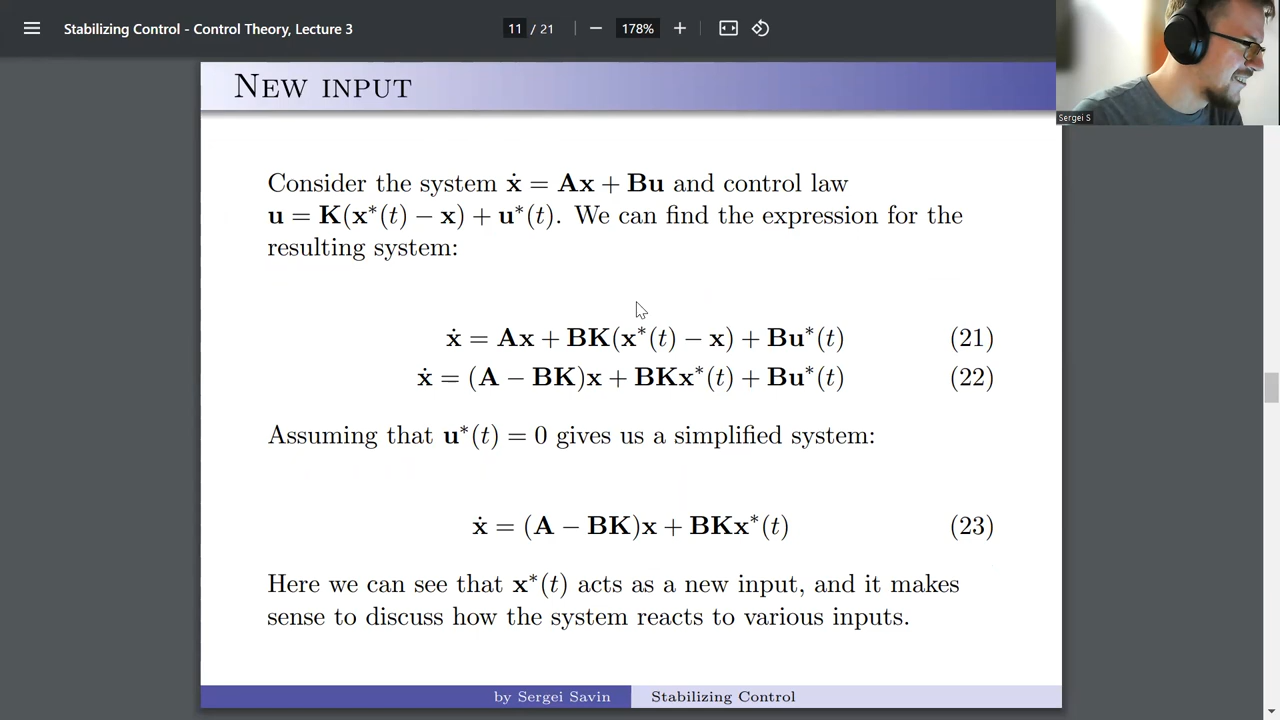 Stabilizing Control - Control Theory, Lecture 3
11 / 21
178%
Sergei S
New input
Consider the system ẋ = Ax + Bu and control law
u = K(x*(t) − x) + u*(t). We can find the expression for the
resulting system:
ẋ = Ax + BK(x*(t) − x) + Bu*(t) (21)
ẋ = (A − BK)x + BKx*(t) + Bu*(t) (22)
Assuming that u*(t) = 0 gives us a simplified system:
ẋ = (A − BK)x + BKx*(t) (23)
Here we can see that x*(t) acts as a new input, and it makes
sense to discuss how the system reacts to various inputs.
by Sergei Savin Stabilizing Control